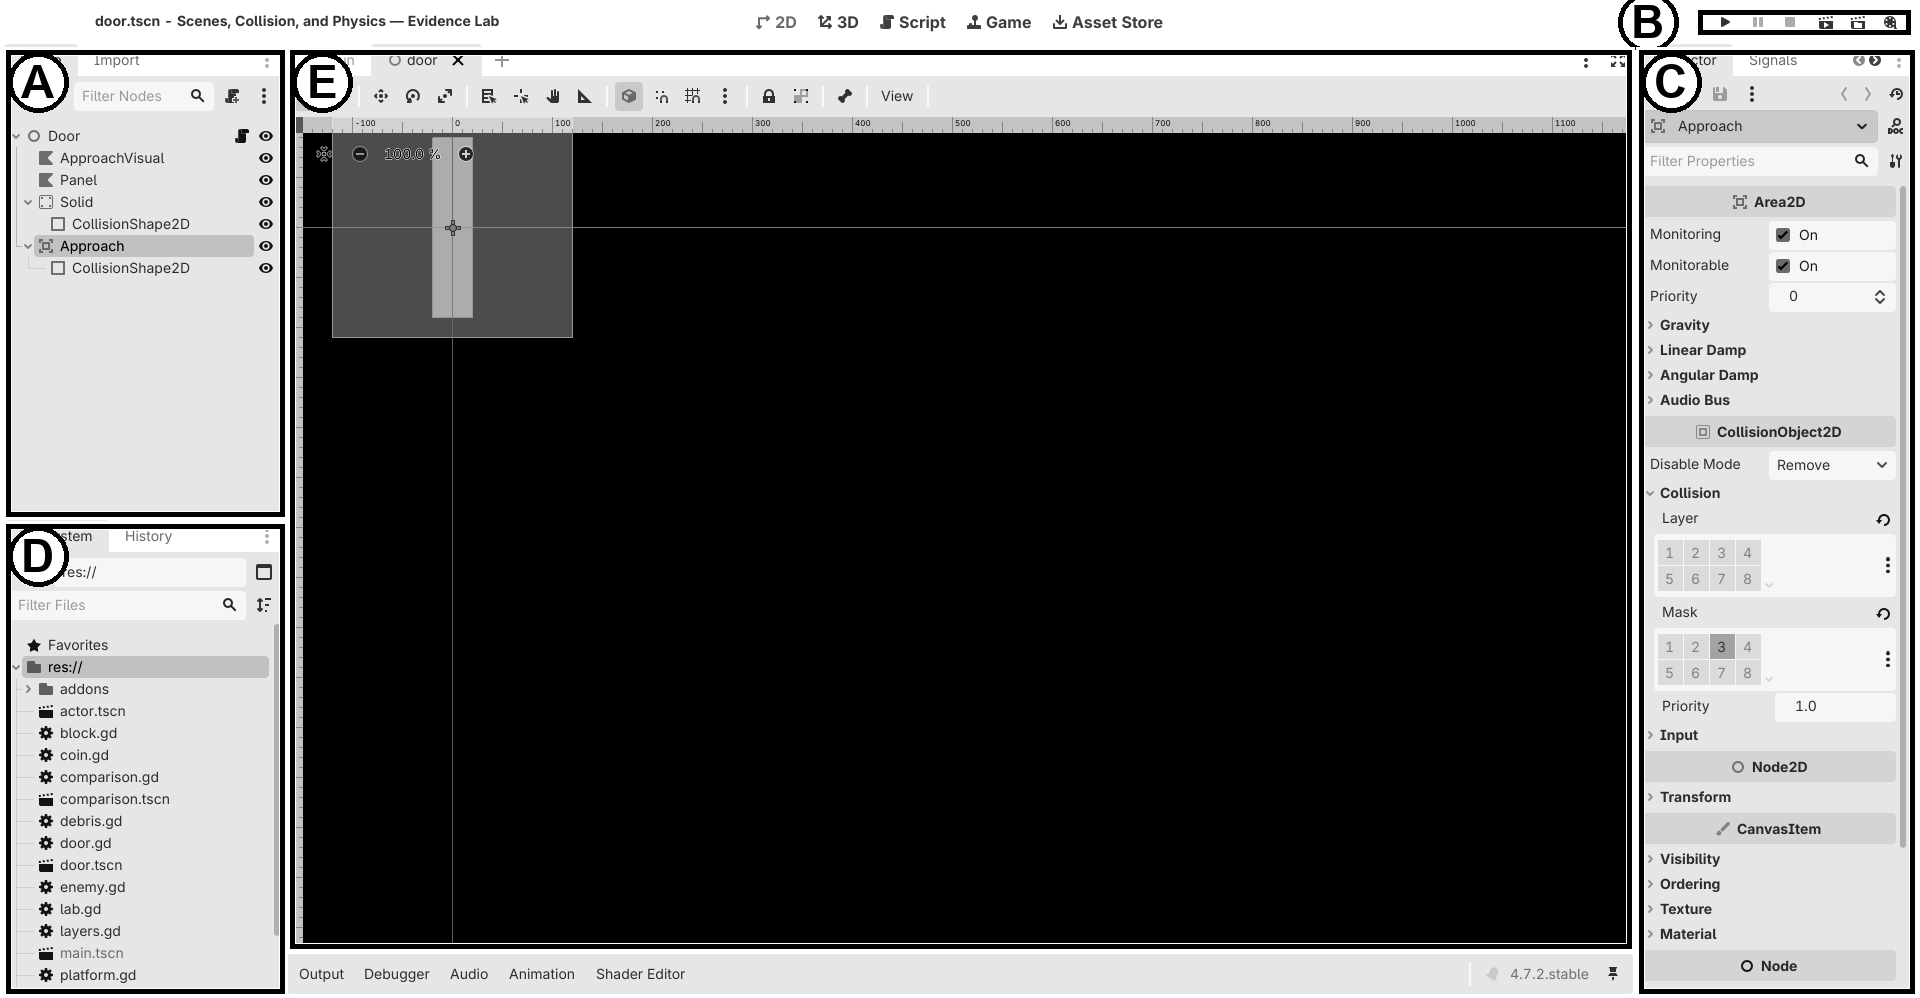 door.tscn - Scenes, Collision, and Physics — Evidence Lab
2D 3D Script Game Asset Store
B
A
Import
Filter Nodes
Door
ApproachVisual
Panel
Solid
CollisionShape2D
Approach
CollisionShape2D
D
stem
History
res://
Filter Files
Favorites
res://
addons
actor.tscn
block.gd
coin.gd
comparison.gd
comparison.tscn
debris.gd
door.gd
door.tscn
enemy.gd
lab.gd
layers.gd
main.tscn
platform.gd
E
in
door
View
-100 0 100 200 300 400 500 600 700 800 900 1000 1100
100.0 %
Output Debugger Audio Animation Shader Editor
4.7.2.stable
C
ctor
Signals
Approach
Filter Properties
Area2D
Monitoring On
Monitorable On
Priority 0
Gravity
Linear Damp
Angular Damp
Audio Bus
CollisionObject2D
Disable Mode Remove
Collision
Layer
1 2 3 4
5 6 7 8
Mask
1 2 3 4
5 6 7 8
Priority 1.0
Input
Node2D
Transform
CanvasItem
Visibility
Ordering
Texture
Material
Node